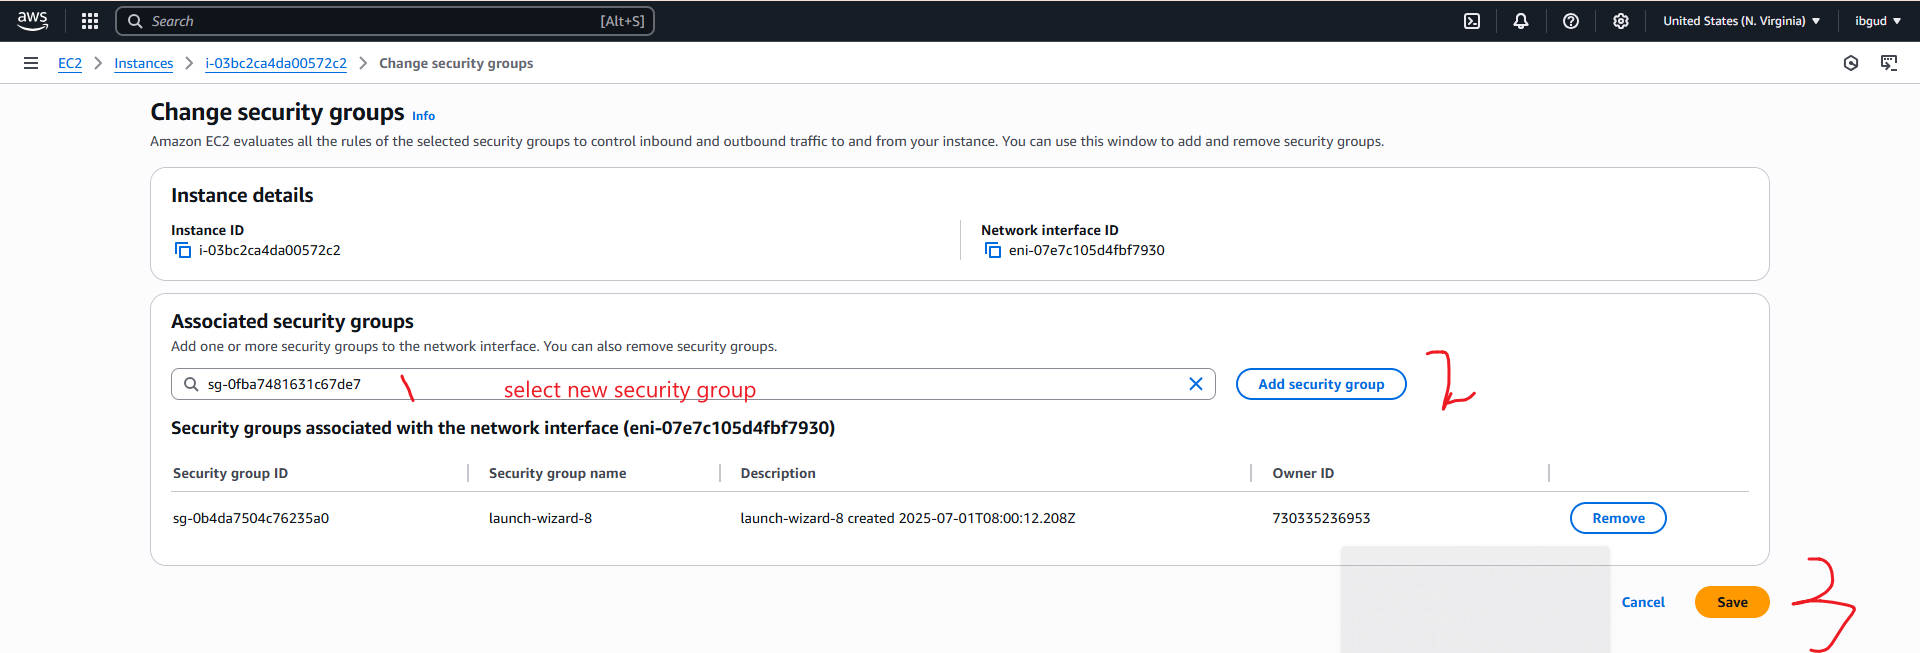 aws Search [Alt+S] United States (N. Virginia) ibgud
EC2 Instances i-03bc2ca4da00572c2 Change security groups
Change security groups Info
Amazon EC2 evaluates all the rules of the selected security groups to control inbound and outbound traffic to and from your instance. You can use this window to add and remove security groups.
Instance details
Instance ID Network interface ID
i-03bc2ca4da00572c2 eni-07e7c105d4fbf7930
Associated security groups
Add one or more security groups to the network interface. You can also remove security groups.
sg-0fba7481631c67de7 1 select new security group Add security group 2
Security groups associated with the network interface (eni-07e7c105d4fbf7930)
Security group ID Security group name Description Owner ID
sg-0b4da7504c76235a0 launch-wizard-8 launch-wizard-8 created 2025-07-01T08:00:12.208Z 730335236953 Remove
Cancel Save 3